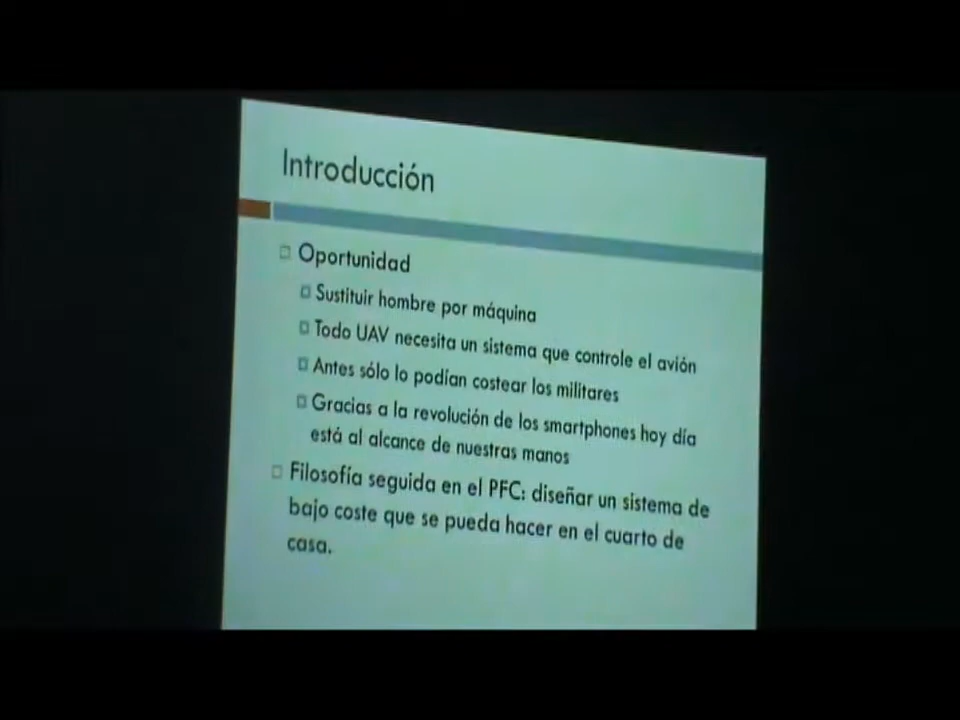 Introducción
Oportunidad
Sustituir hombre por máquina
Todo UAV necesita un sistema que controle el avión
Antes sólo lo podían costear los militares
Gracias a la revolución de los smartphones hoy día
está al alcance de nuestras manos
Filosofía seguida en el PFC: diseñar un sistema de
bajo coste que se pueda hacer en el cuarto de
casa.